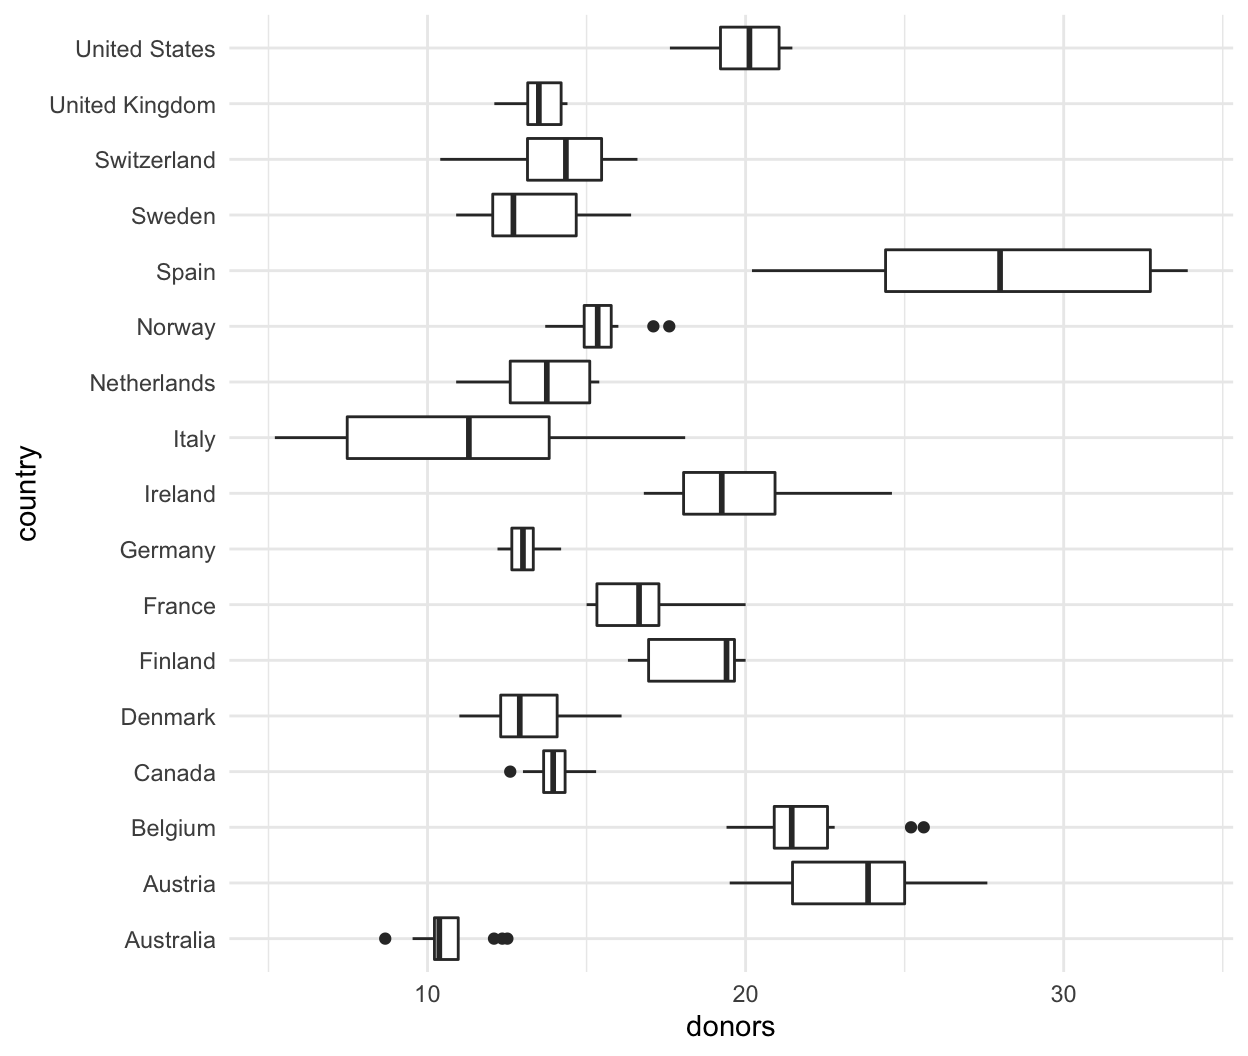 United States
United Kingdom
Switzerland
Sweden
Spain
Norway
Netherlands
Italy
Ireland
Germany
France
Finland
Denmark
Canada
Belgium
Austria
Australia
country
10 20 30
donors